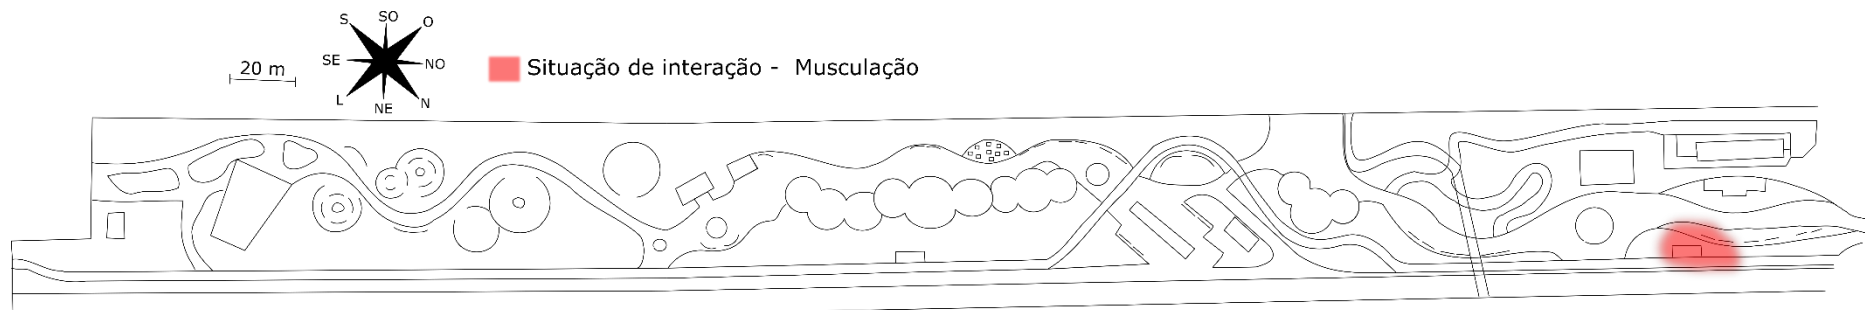 S SO O
SE NO
L NE N
20 m
Situação de interação - Musculação